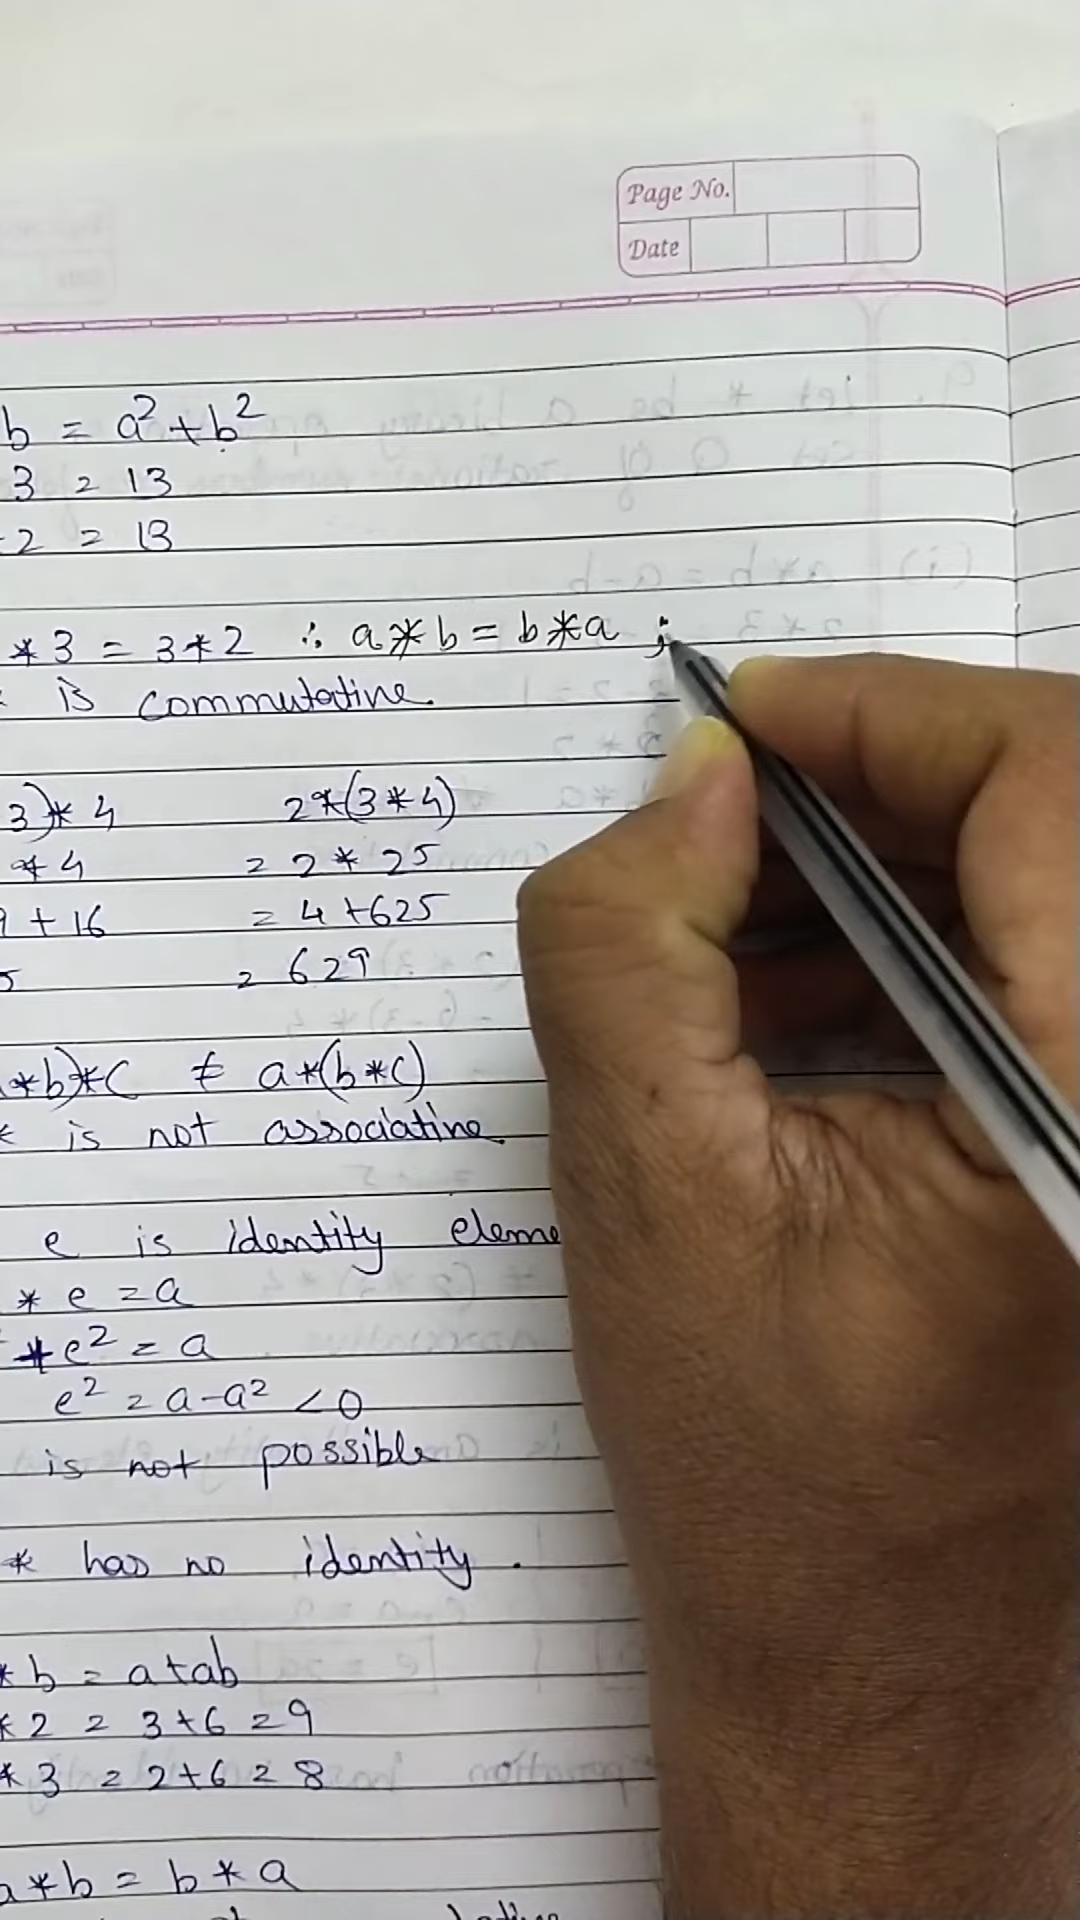 Page No.
Date
b = a² + b²
3 = 13
2 = 13
* 3 = 3 * 2 ∴ a * b = b * a ;
is commutative.
3) * 4 2 * (3 * 4)
* 4 = 2 * 25
+ 16 = 4 + 625
= 629
* b) * c ≠ a * (b * c)
is not associative.
e is identity eleme
* e = a
+ e² = a
e² = a - a² < 0
is not possible
* has no identity.
* b = a + ab
* 2 = 3 + 6 = 9
* 3 = 2 + 6 = 8
a * b = b * a